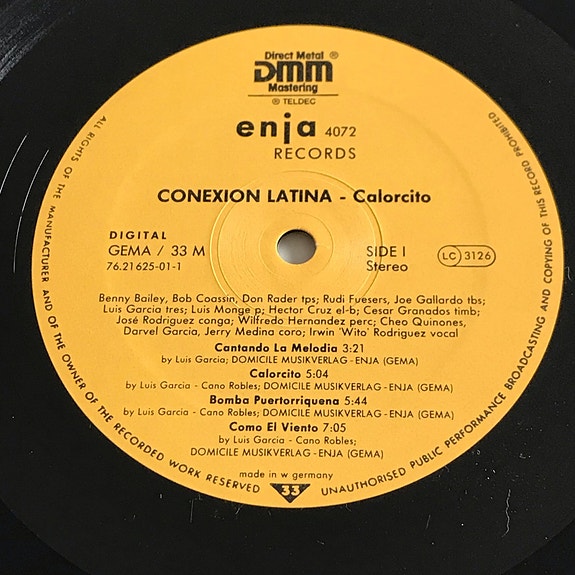 Direct Metal ®
DMM
Mastering
® TELDEC
enja 4072
RECORDS
CONEXION LATINA - Calorcito
DIGITAL
GEMA / 33 M
76.21625-01-1
SIDE I
Stereo
LC 3126
Benny Bailey, Bob Coassin, Don Rader tps; Rudi Fuesers, Joe Gallardo tbs;
Luis Garcia tres; Luis Monge p; Hector Cruz el-b; Cesar Granados timb;
José Rodriguez conga; Wilfredo Hernandez perc; Cheo Quinones,
Darvel Garcia, Jerry Medina coro; Irwin 'Wito' Rodriguez vocal
Cantando La Melodia 3:21
by Luis Garcia; DOMICILE MUSIKVERLAG - ENJA (GEMA)
Calorcito 5:04
by Luis Garcia - Cano Robles; DOMICILE MUSIKVERLAG - ENJA (GEMA)
Bomba Puertorriquena 5:44
by Luis Garcia - Cano Robles; DOMICILE MUSIKVERLAG - ENJA (GEMA)
Como El Viento 7:05
by Luis Garcia - Cano Robles;
DOMICILE MUSIKVERLAG - ENJA (GEMA)
made in w germany
33
ALL RIGHTS OF THE MANUFACTURER AND OF THE OWNER OF THE RECORDED WORK RESERVED
UNAUTHORISED PUBLIC PERFORMANCE BROADCASTING AND COPYING OF THIS RECORD PROHIBITED